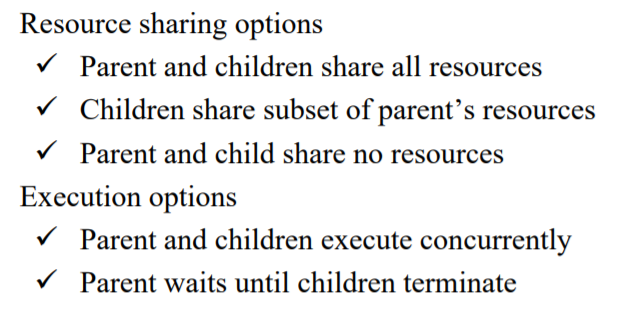 Resource sharing options
✓ Parent and children share all resources
✓ Children share subset of parent’s resources
✓ Parent and child share no resources
Execution options
✓ Parent and children execute concurrently
✓ Parent waits until children terminate